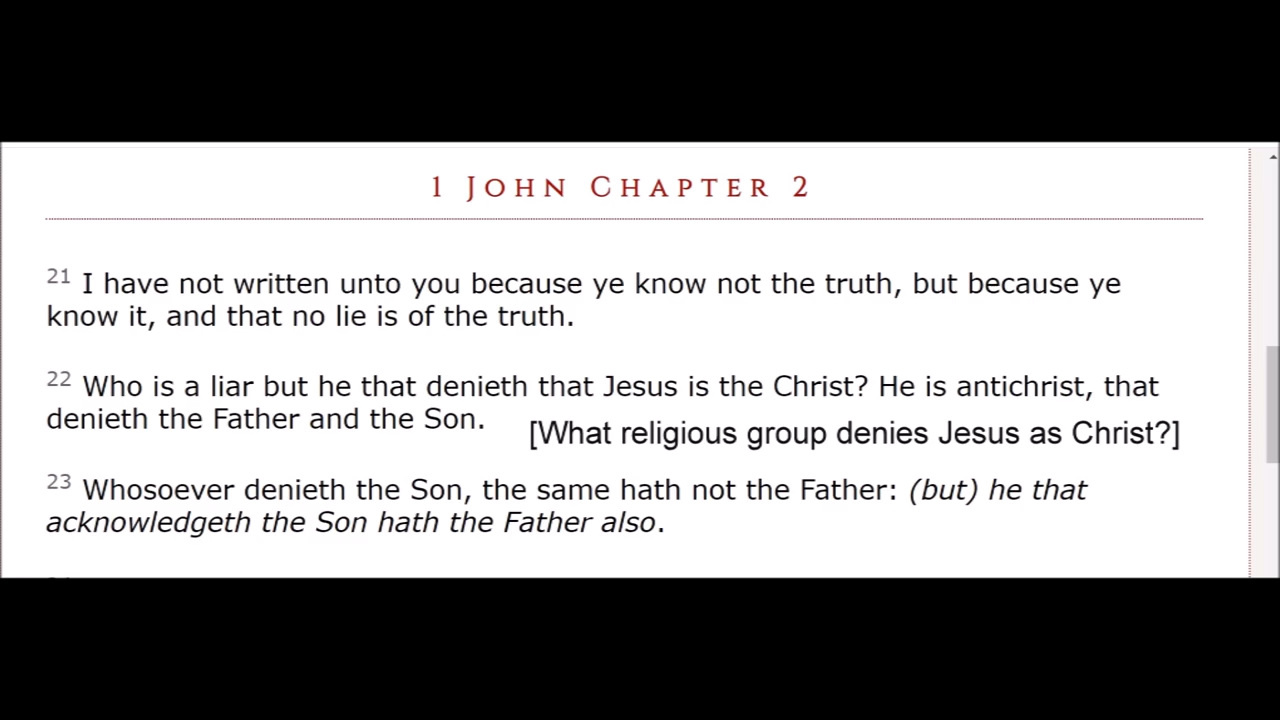 1 John Chapter 2
21 I have not written unto you because ye know not the truth, but because ye
know it, and that no lie is of the truth.
22 Who is a liar but he that denieth that Jesus is the Christ? He is antichrist, that
denieth the Father and the Son.
[What religious group denies Jesus as Christ?]
23 Whosoever denieth the Son, the same hath not the Father: (but) he that
acknowledgeth the Son hath the Father also.